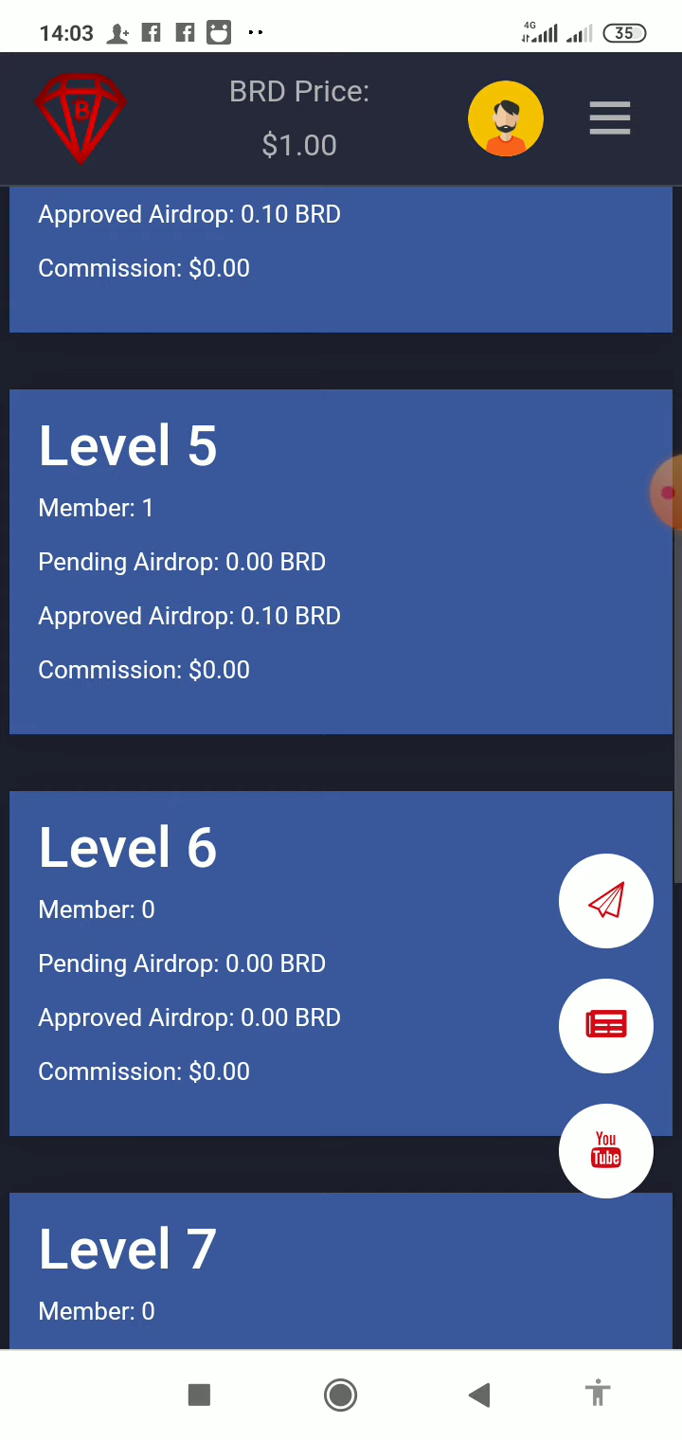 14:03
4G
35
B
BRD Price:
$1.00
Approved Airdrop: 0.10 BRD
Commission: $0.00
Level 5
Member: 1
Pending Airdrop: 0.00 BRD
Approved Airdrop: 0.10 BRD
Commission: $0.00
Level 6
Member: 0
Pending Airdrop: 0.00 BRD
Approved Airdrop: 0.00 BRD
Commission: $0.00
You
Tube
Level 7
Member: 0